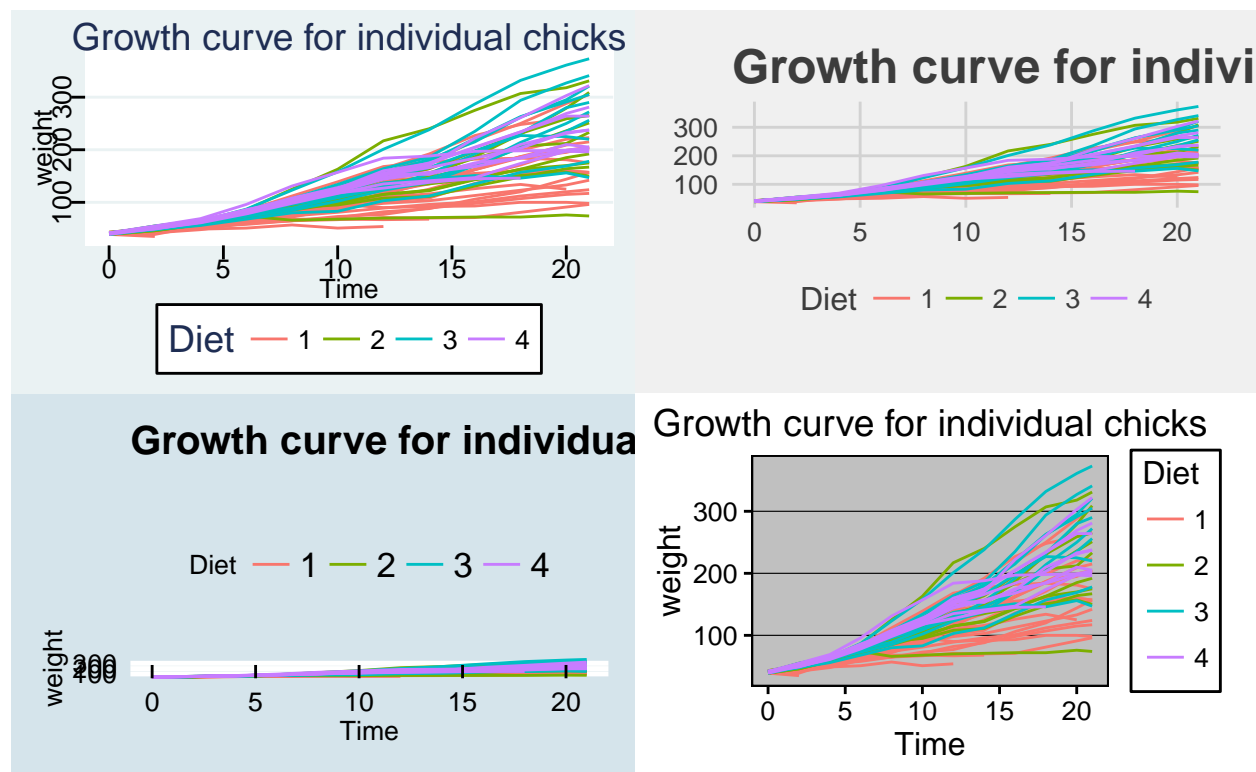 Growth curve for individual chicks
weight
300
200
100
0 5 10 15 20
Time
Diet 1 2 3 4
Growth curve for indivi
300
200
100
0 5 10 15 20
Diet 1 2 3 4
Growth curve for individua
Diet 1 2 3 4
weight
300
200
100
0 5 10 15 20
Time
Growth curve for individual chicks
weight
300
200
100
0 5 10 15 20
Time
Diet
1
2
3
4